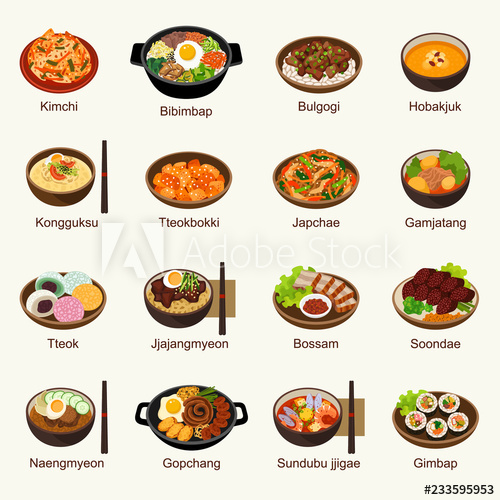 Kimchi
Bibimbap
Bulgogi
Hobakjuk
Kongguksu
Tteokbokki
Japchae
Gamjatang
Adobe Stock
Tteok
Jjajangmyeon
Bossam
Soondae
Naengmyeon
Gopchang
Sundubu jjigae
Gimbap
#233595953